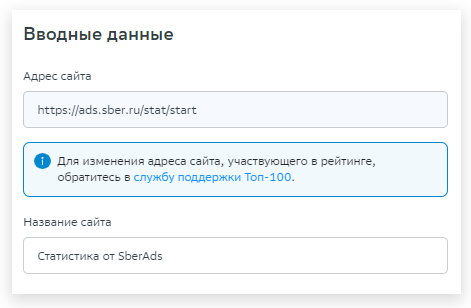 Вводные данные
Адрес сайта
https://ads.sber.ru/stat/start
Для изменения адреса сайта, участвующего в рейтинге,
обратитесь в службу поддержки Топ-100.
Название сайта
Статистика от SberAds